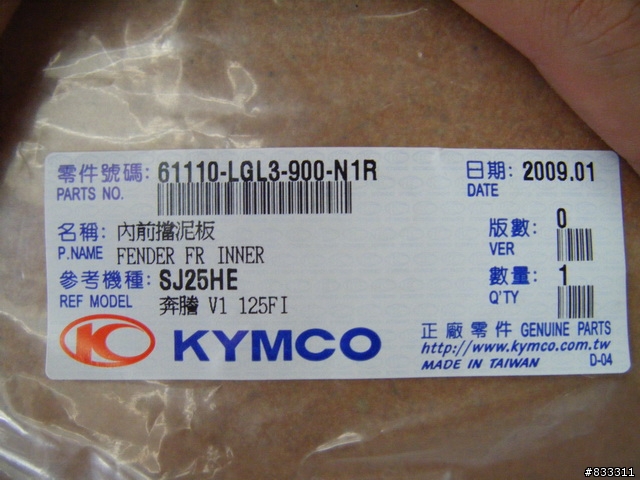 零件號碼: 61110-LGL3-900-N1R
PARTS NO.
日期: 2009.01
DATE
名稱: 內前擋泥板
P.NAME FENDER FR INNER
版數: 0
VER
參考機種: SJ25HE
REF MODEL 奔騰 V1 125FI
數量: 1
Q'TY
KYMCO
正廠零件 GENUINE PARTS
http://www.kymco.com.tw
MADE IN TAIWAN D-04
#833311